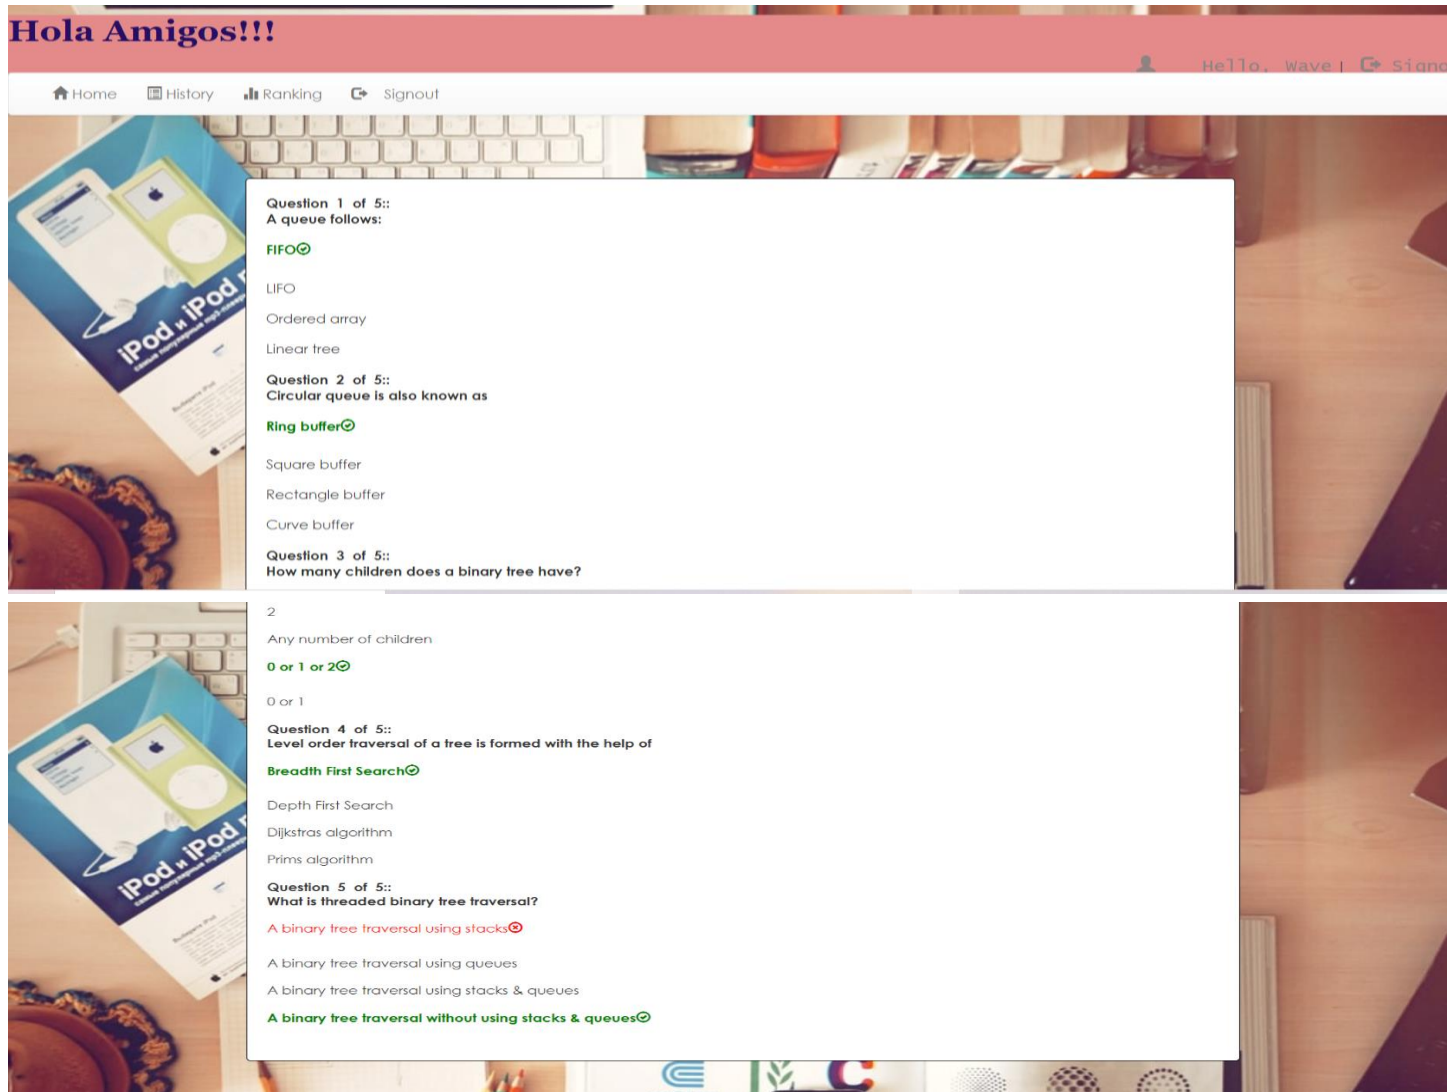 Hola Amigos!!!
Hello, Wave | Signo
Home History Ranking Signout
Question 1 of 5::
A queue follows:
FIFO
LIFO
Ordered array
Linear tree
Question 2 of 5::
Circular queue is also known as
Ring buffer
Square buffer
Rectangle buffer
Curve buffer
Question 3 of 5::
How many children does a binary tree have?
iPod и iPod
2
Any number of children
0 or 1 or 2
0 or 1
Question 4 of 5::
Level order traversal of a tree is formed with the help of
Breadth First Search
Depth First Search
Dijkstras algorithm
Prims algorithm
Question 5 of 5::
What is threaded binary tree traversal?
A binary tree traversal using stacks
A binary tree traversal using queues
A binary tree traversal using stacks & queues
A binary tree traversal without using stacks & queues
iPod и iPod